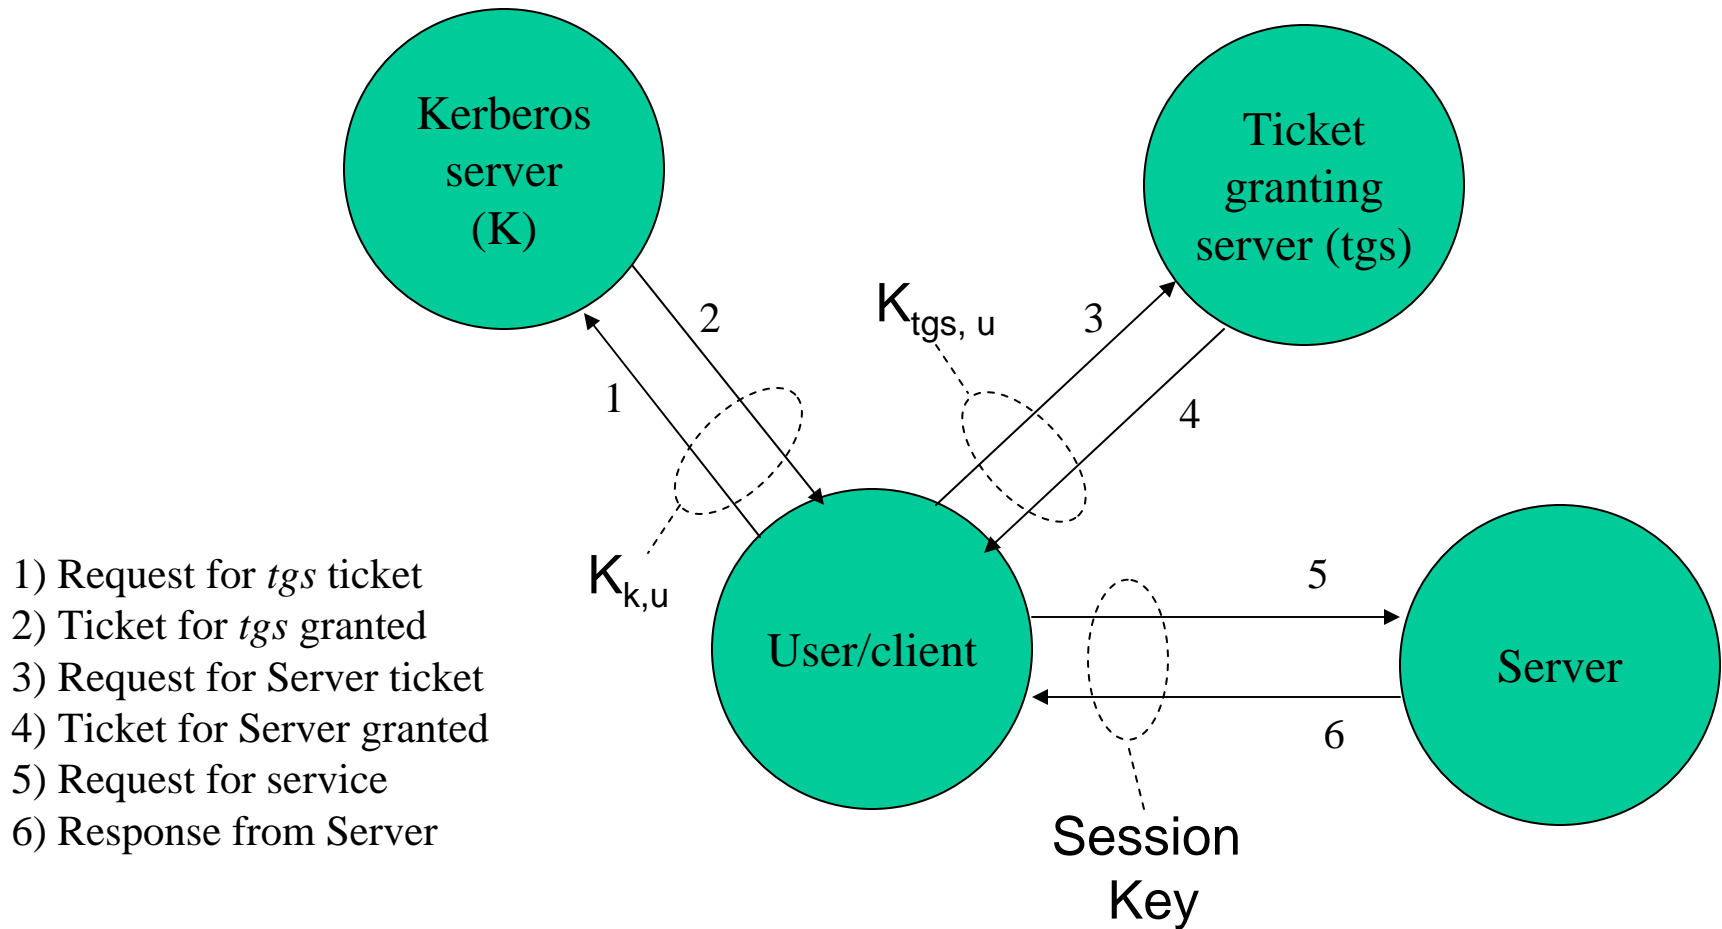 Kerberos
server
(K)
Ticket
granting
server (tgs)
2
K_tgs, u
3
1
4
K_k,u
1) Request for tgs ticket
2) Ticket for tgs granted
3) Request for Server ticket
4) Ticket for Server granted
5) Request for service
6) Response from Server
User/client
5
Server
6
Session
Key